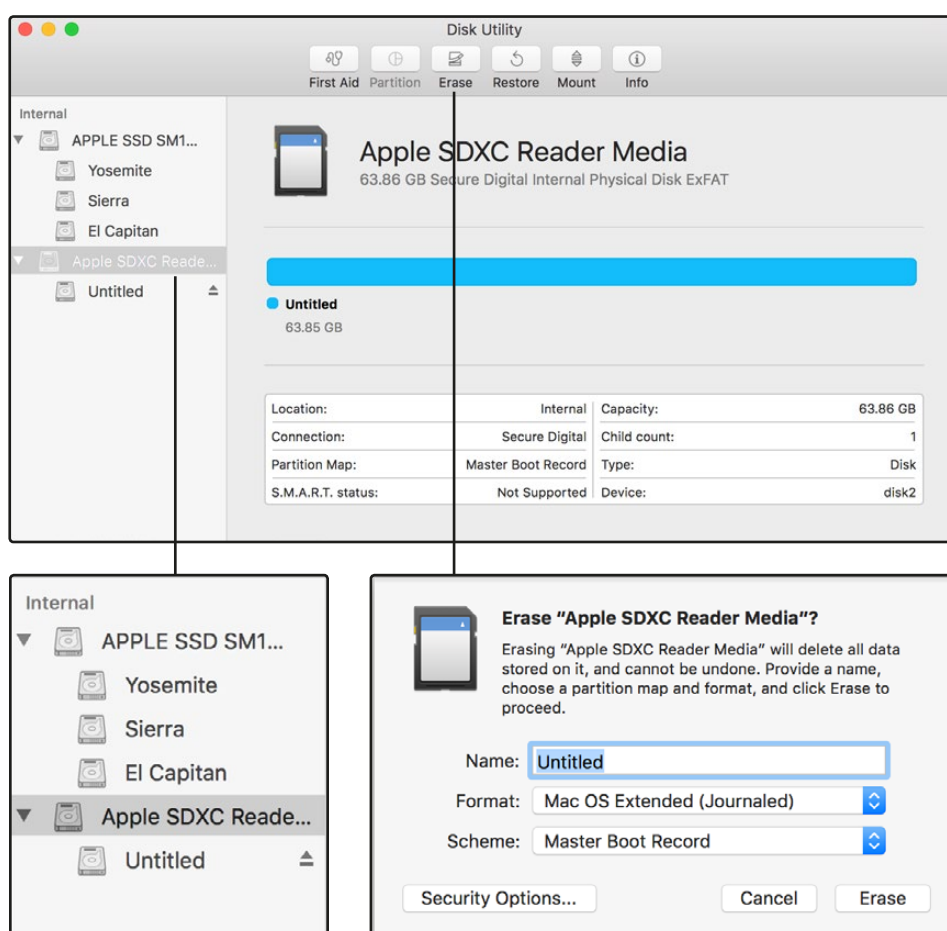 Disk Utility
First Aid Partition Erase Restore Mount Info
Internal
APPLE SSD SM1...
Yosemite
Sierra
El Capitan
Apple SDXC Reade...
Untitled
Apple SDXC Reader Media
63.86 GB Secure Digital Internal Physical Disk ExFAT
Untitled
63.85 GB
Location: Internal Capacity: 63.86 GB
Connection: Secure Digital Child count: 1
Partition Map: Master Boot Record Type: Disk
S.M.A.R.T. status: Not Supported Device: disk2
Internal
APPLE SSD SM1...
Yosemite
Sierra
El Capitan
Apple SDXC Reade...
Untitled
Erase “Apple SDXC Reader Media”?
Erasing “Apple SDXC Reader Media” will delete all data
stored on it, and cannot be undone. Provide a name,
choose a partition map and format, and click Erase to
proceed.
Name: Untitled
Format: Mac OS Extended (Journaled)
Scheme: Master Boot Record
Security Options... Cancel Erase